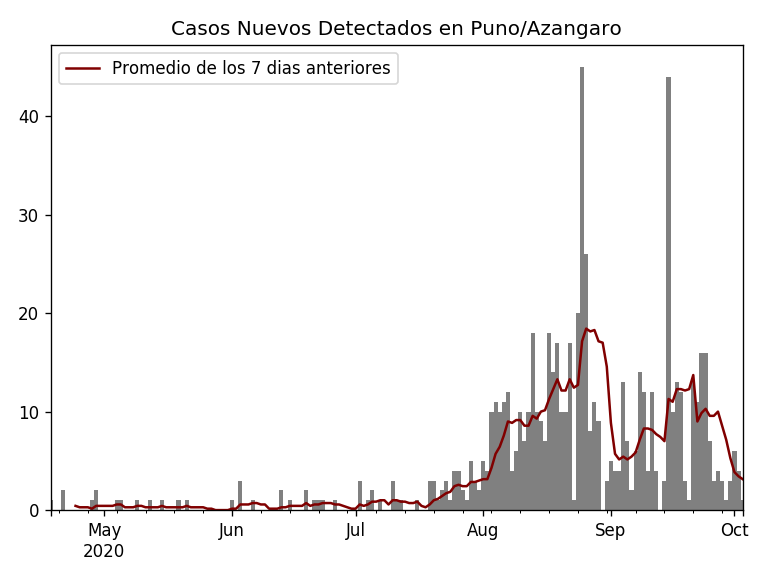 Casos Nuevos Detectados en Puno/Azangaro
Promedio de los 7 dias anteriores
40
30
20
10
0
May Jun Jul Aug Sep Oct
2020